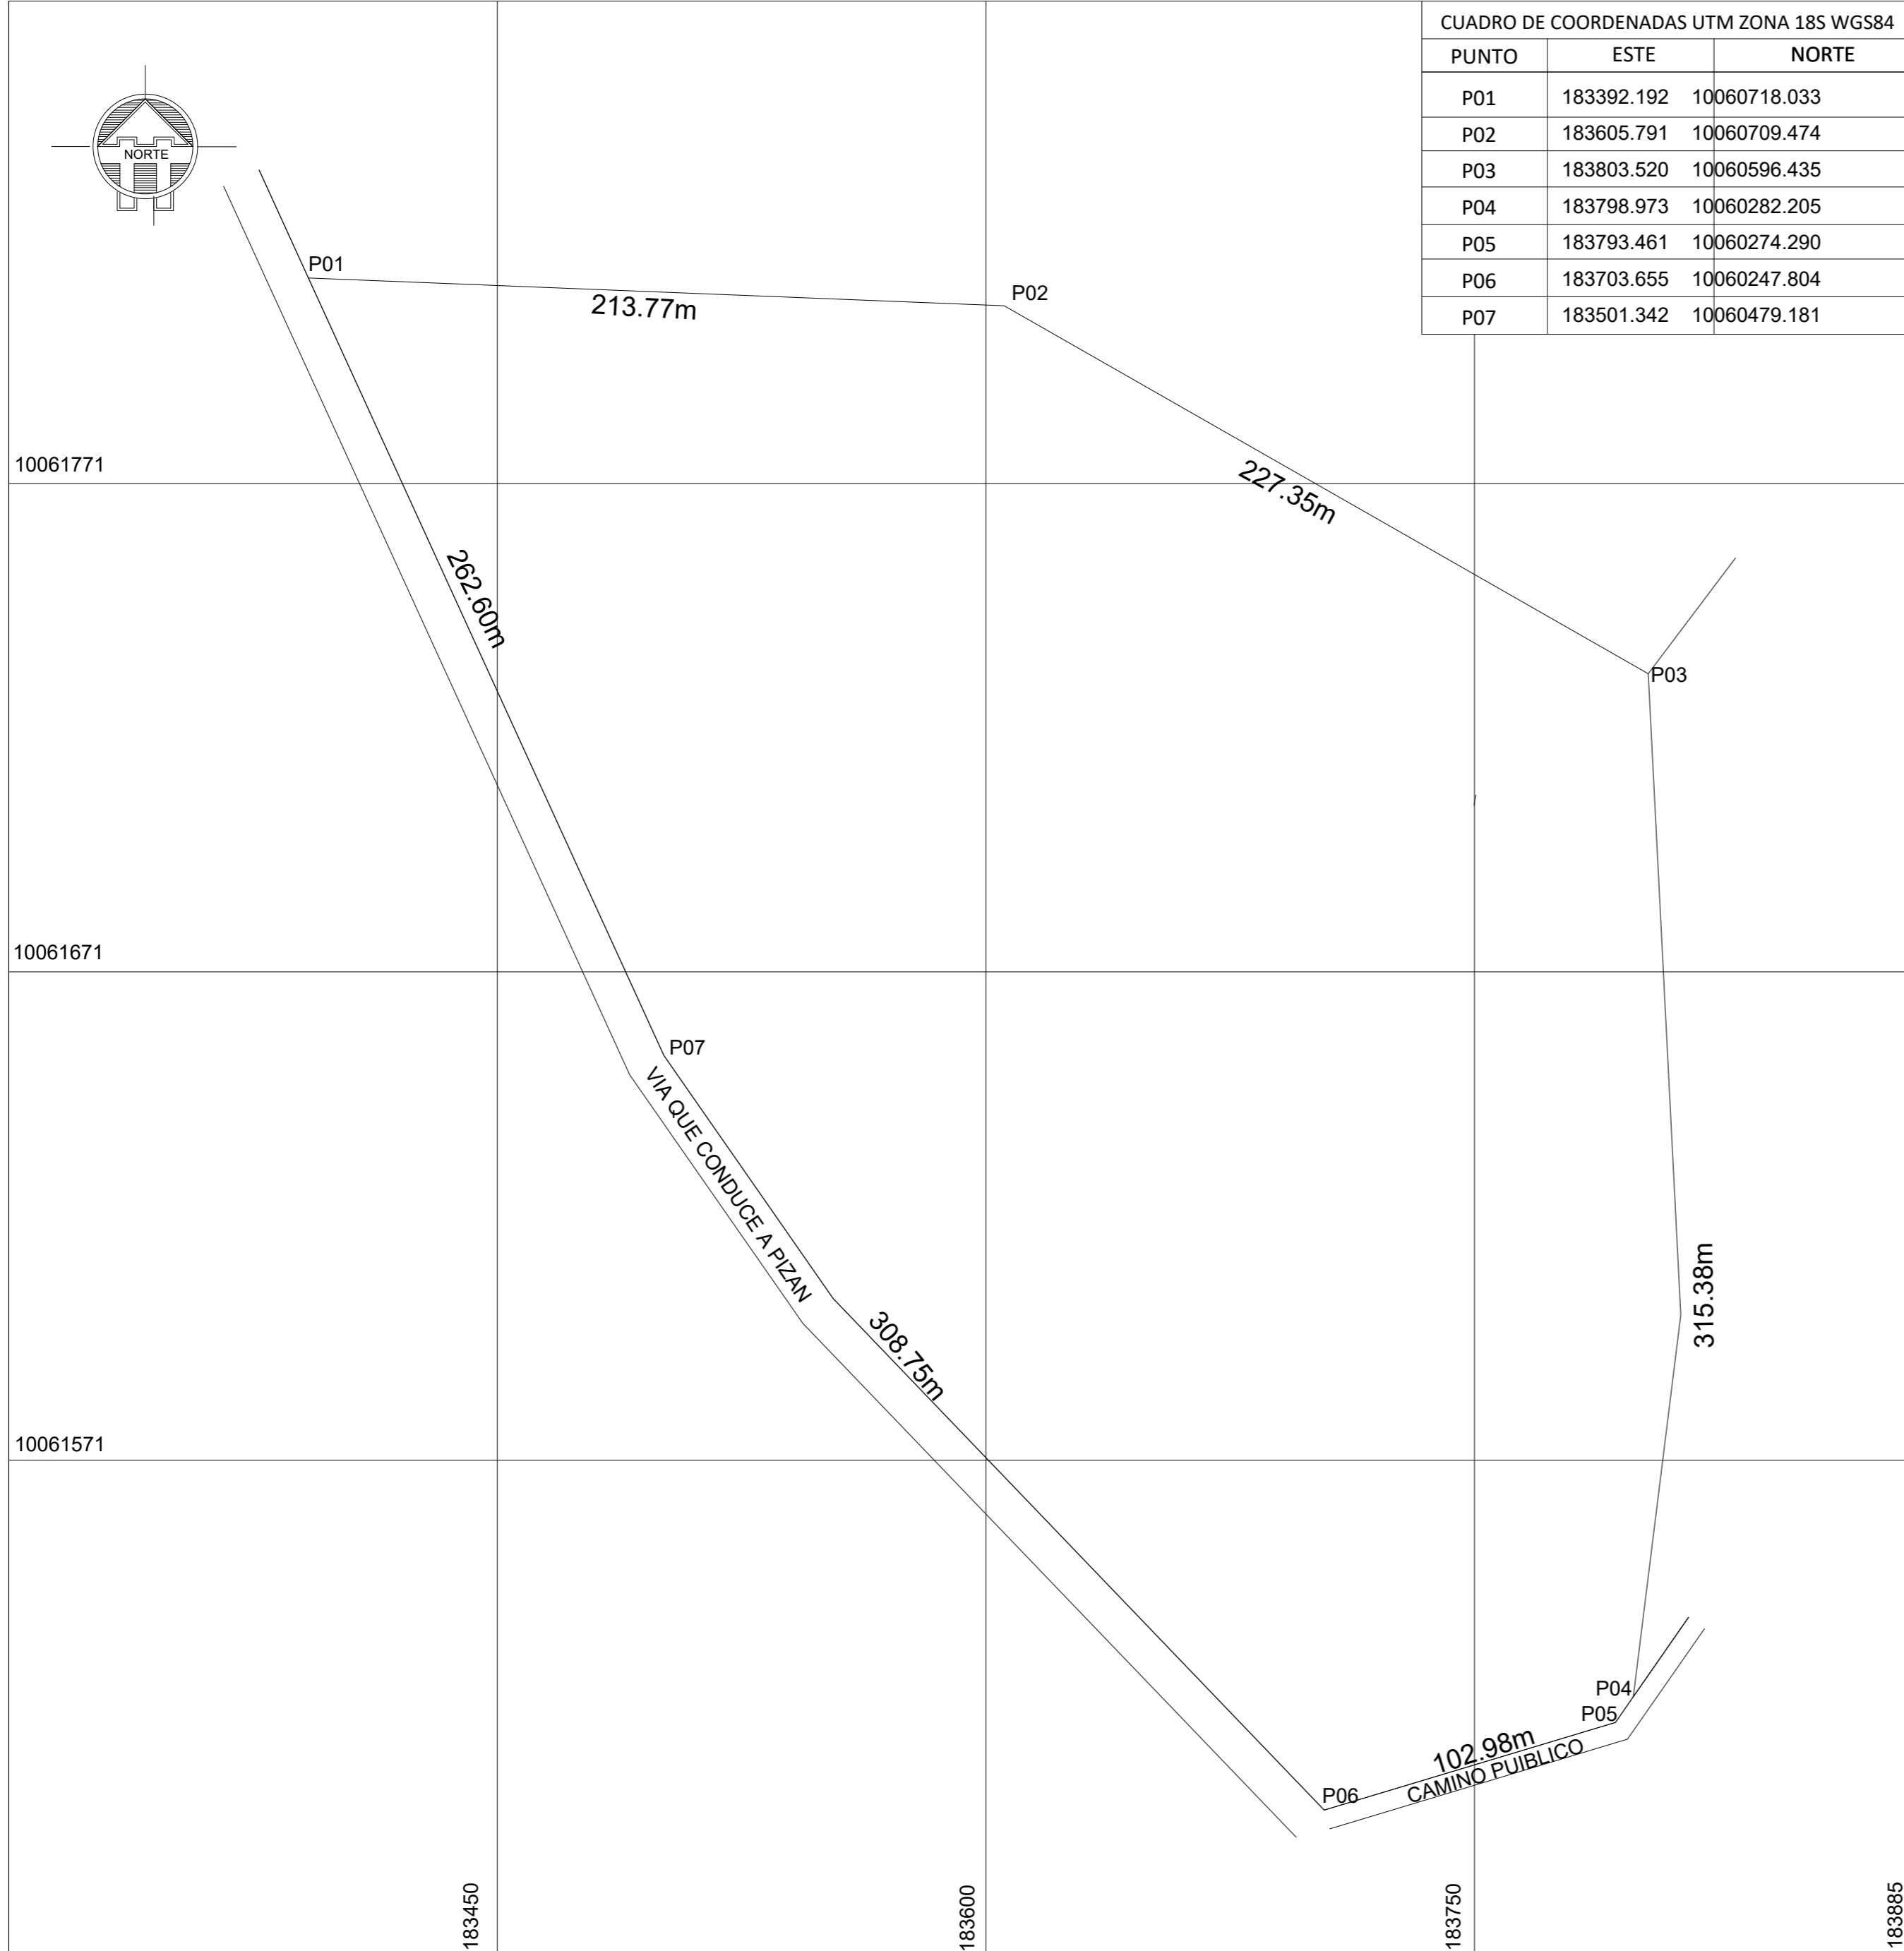 CUADRO DE COORDENADAS UTM ZONA 18S WGS84
PUNTO ESTE NORTE
P01 183392.192 10060718.033
P02 183605.791 10060709.474
P03 183803.520 10060596.435
P04 183798.973 10060282.205
P05 183793.461 10060274.290
P06 183703.655 10060247.804
P07 183501.342 10060479.181
NORTE
P01
213.77m
P02
10061771
227.35m
262.60m
P03
10061671
P07
VIA QUE CONDUCE A PIZAN
308.75m
315.38m
10061571
P04
P05
102.98m
CAMINO PUIBLICO
P06
183450
183600
183750
183885